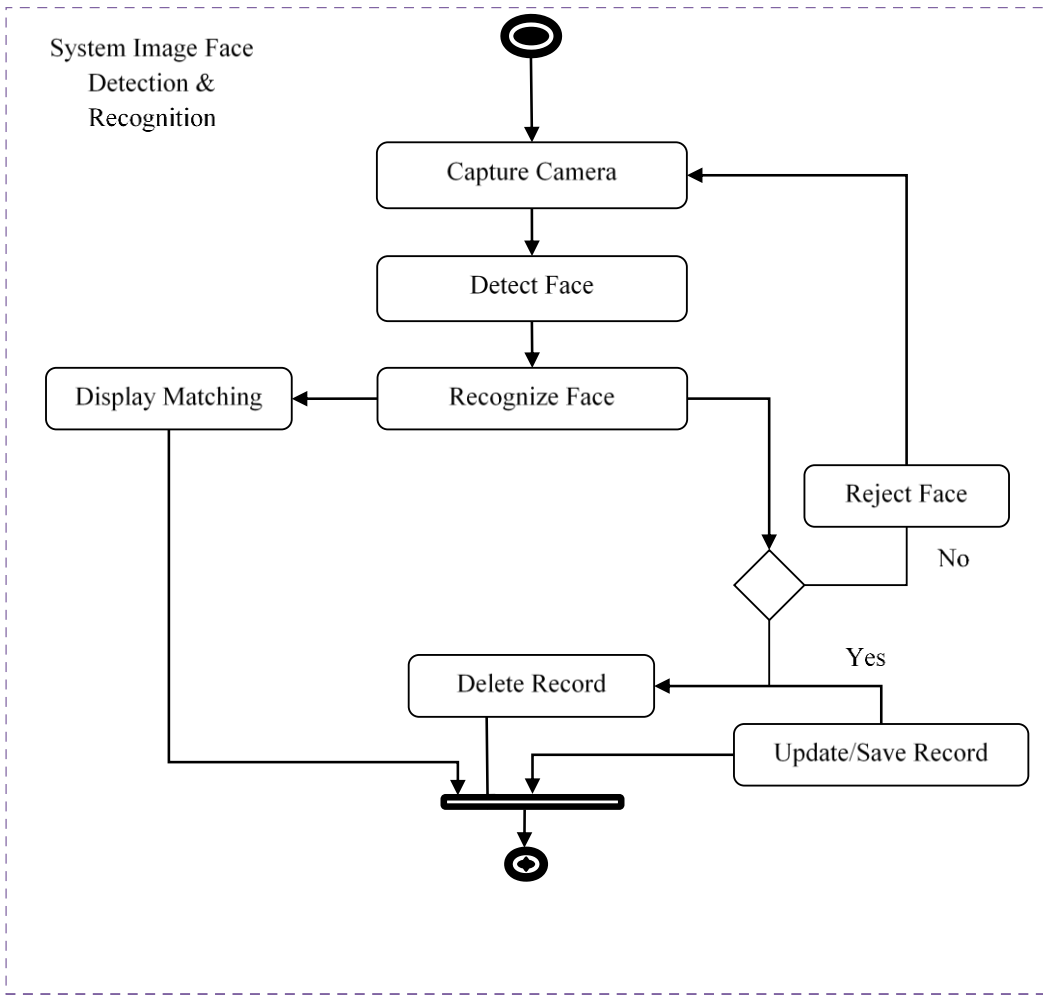 System Image Face
Detection &
Recognition
Capture Camera
Detect Face
Display Matching
Recognize Face
Reject Face
No
Yes
Delete Record
Update/Save Record